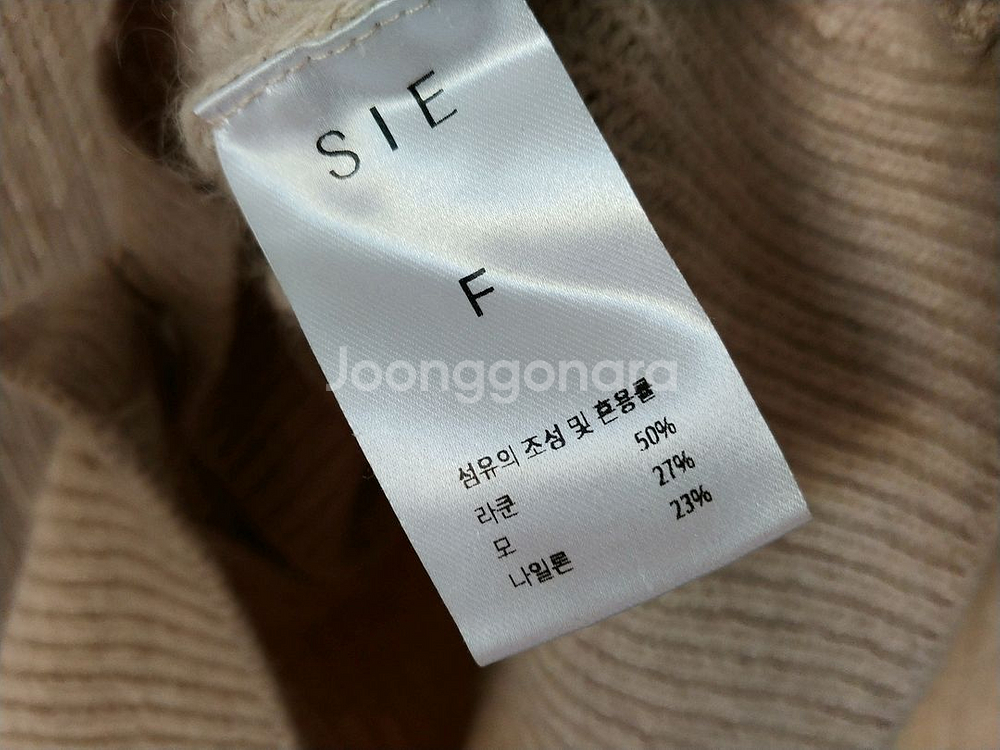 SIE
F
Joonggonara
섬유의 조성 및 혼용률
라쿤 50%
모 27%
나일론 23%